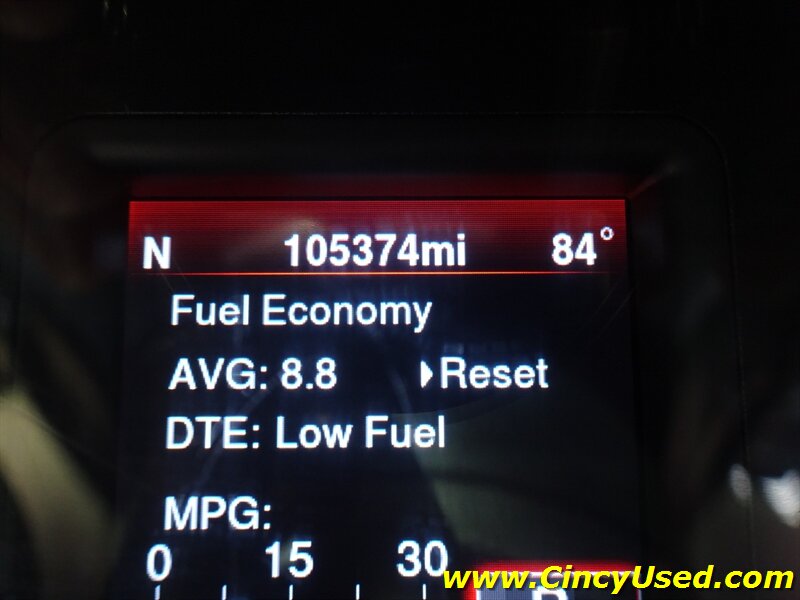 N 105374mi 84°
Fuel Economy
AVG: 8.8 ▸Reset
DTE: Low Fuel
MPG:
0 15 30
www.CincyUsed.com